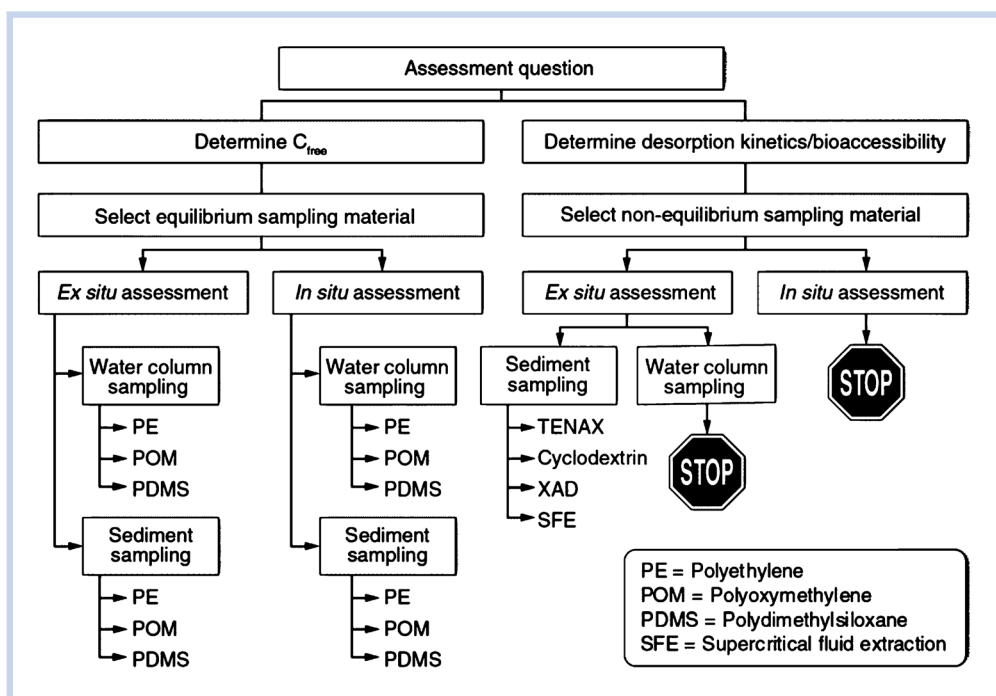 Assessment question
Determine Cfree
Determine desorption kinetics/bioaccessibility
Select equilibrium sampling material
Select non-equilibrium sampling material
Ex situ assessment
In situ assessment
Ex situ assessment
In situ assessment
Water column
sampling
PE
POM
PDMS
Sediment
sampling
PE
POM
PDMS
Water column
sampling
PE
POM
PDMS
Sediment
sampling
PE
POM
PDMS
Sediment
sampling
TENAX
Cyclodextrin
XAD
SFE
Water column
sampling
STOP
STOP
PE = Polyethylene
POM = Polyoxymethylene
PDMS = Polydimethylsiloxane
SFE = Supercritical fluid extraction